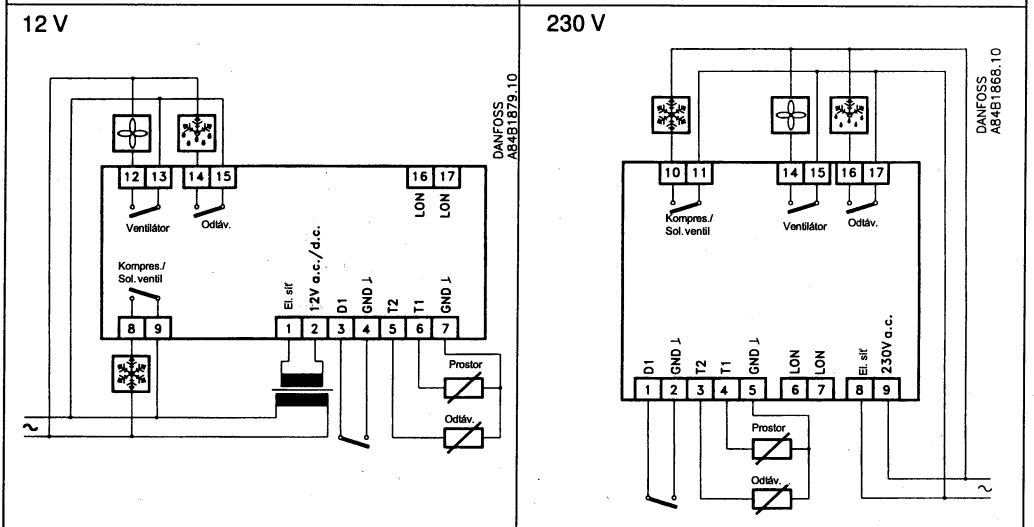 12 V
DANFOSS
A84B1879.10
12 13 14 15 16 17
LON LON
Ventilátor
Odtáv.
Kompres./
Sol. ventil
El. síť
12V a.c./d.c.
D1
GND ⊥
T2
T1
GND ⊥
8 9 1 2 3 4 5 6 7
Prostor
Odtáv.
~
230 V
DANFOSS
A84B1868.10
10 11 14 15 16 17
Kompres./
Sol. ventil
Ventilátor
Odtáv.
D1
GND ⊥
T2
T1
GND ⊥
LON
LON
El. síť
230V a.c.
1 2 3 4 5 6 7 8 9
Prostor
Odtáv.
~